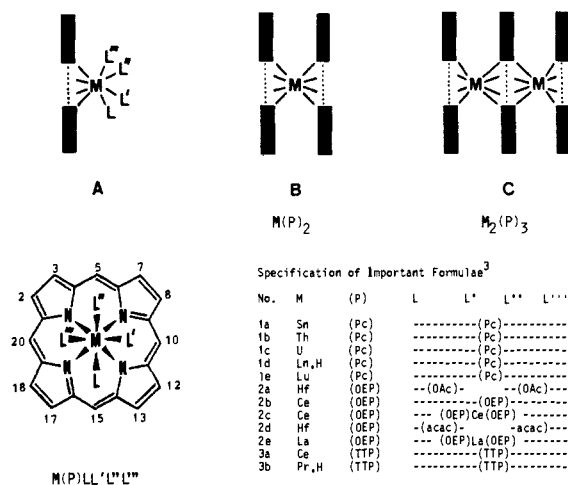 L''' L'' M L' L
M
M M
A
B
C
M(P)2
M2(P)3
3 5 7
2 8
L''
N N
20 L''' M L' 10
N N
L
18 12
17 15 13
M(P)LL'L''L'''
Specification of Important Formulae3
No. M (P) L L' L'' L'''
1a Sn (Pc) -------(Pc)-------
1b Th (Pc) -------(Pc)-------
1c U (Pc) -------(Pc)-------
1d Ln,H (Pc) -------(Pc)-------
1e Lu (Pc) -------(Pc)-------
2a Hf (OEP) --(OAc)- --(OAc)-
2b Ce (OEP) -------(OEP)-------
2c Ce (OEP) -- (OEP)Ce(OEP) ------
2d Hf (OEP) -(acac)-- -acac)--
2e La (OEP) -- (OEP)La(OEP) ------
3a Ce (TTP) -------(TTP)-------
3b Pr,H (TTP) -------(TTP)-------